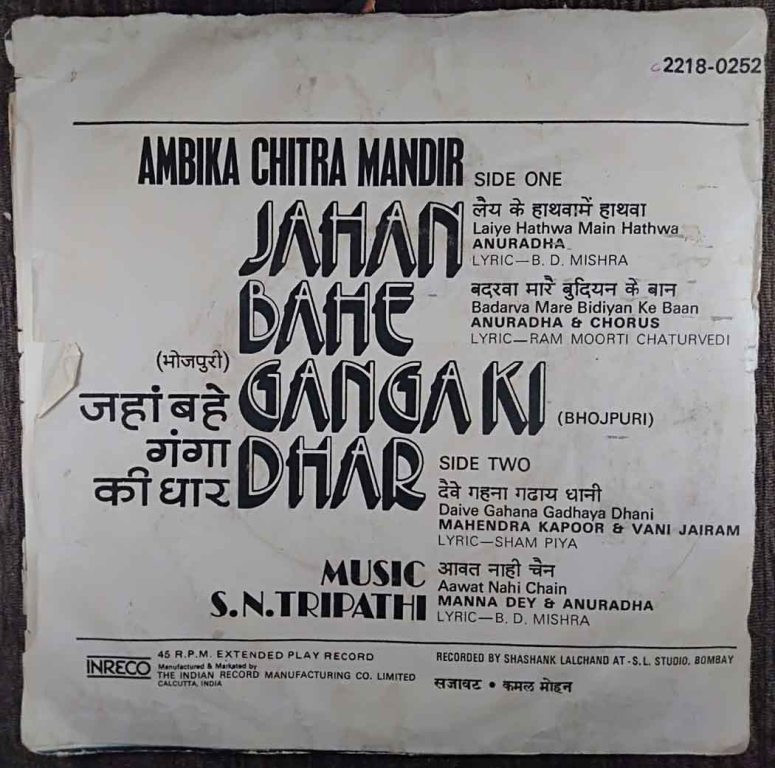 2218-0252
AMBIKA CHITRA MANDIR
JAHAN
BAHE
GANGA KI
DHAR
(भोजपुरी)
जहां बहे
गंगा
की धार
(BHOJPURI)
SIDE ONE
लैय के हाथवामें हाथवा
Laiye Hathwa Main Hathwa
ANURADHA
LYRIC—B. D. MISHRA
बदरवा मारै बुदियन के बान
Badarva Mare Bidiyan Ke Baan
ANURADHA & CHORUS
LYRIC—RAM MOORTI CHATURVEDI
SIDE TWO
दैवे गहना गढाय धानी
Daive Gahana Gadhaya Dhani
MAHENDRA KAPOOR & VANI JAIRAM
LYRIC—SHAM PIYA
आवत नाही चैन
Aawat Nahi Chain
MANNA DEY & ANURADHA
LYRIC—B. D. MISHRA
MUSIC
S.N.TRIPATHI
INRECO
45 R.P.M. EXTENDED PLAY RECORD
Manufactured & Marketed by
THE INDIAN RECORD MANUFACTURING CO. LIMITED
CALCUTTA, INDIA
RECORDED BY SHASHANK LALCHAND AT - S.L. STUDIO, BOMBAY
सजावट • कमल मोहन